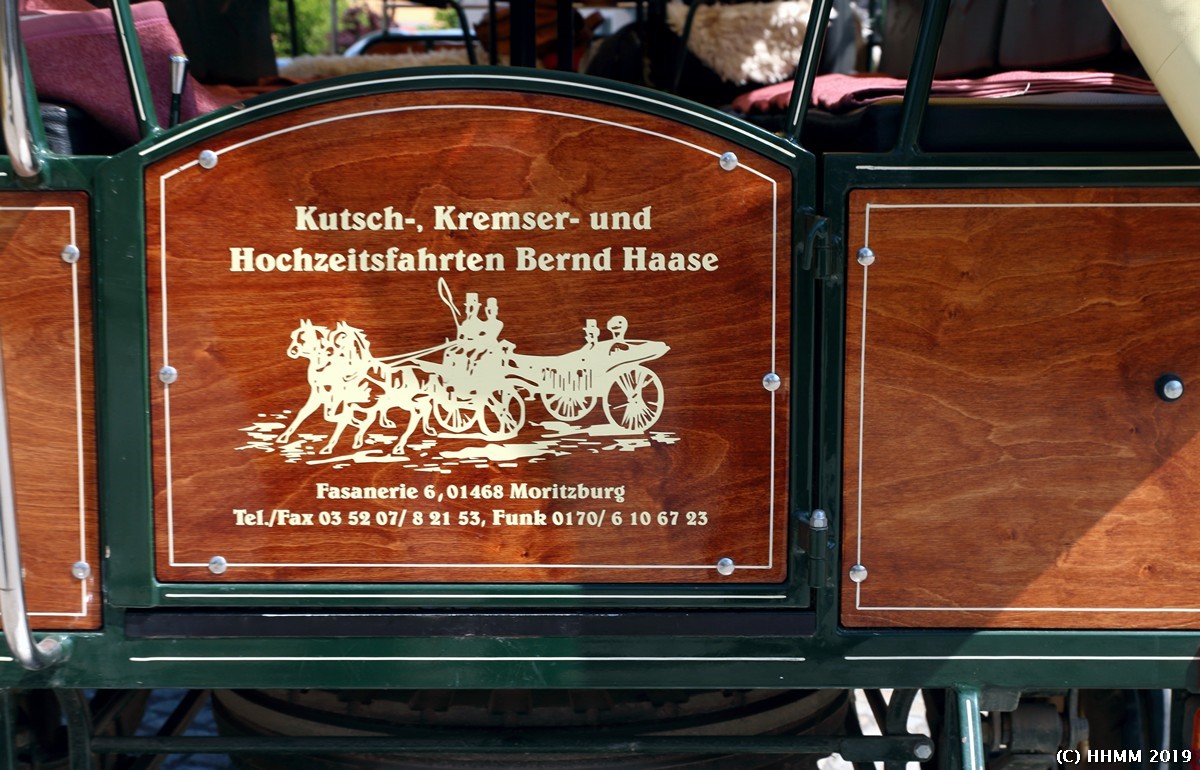 Kutsch-, Kremser- und
Hochzeitsfahrten Bernd Haase
Fasanerie 6, 01468 Moritzburg
Tel./Fax 03 52 07/ 8 21 53, Funk 0170/ 6 10 67 23
(C) HHMM 2019